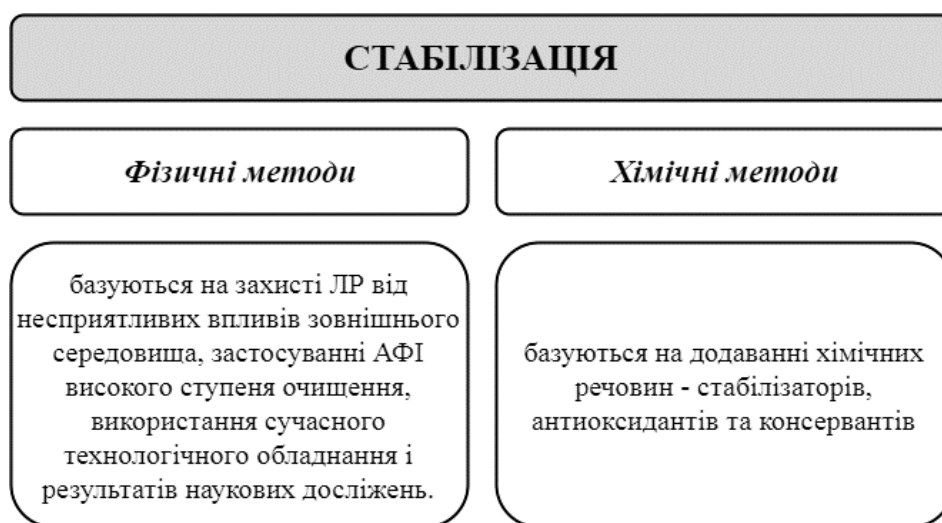 СТАБІЛІЗАЦІЯ
Фізичні методи
Хімічні методи
базуються на захисті ЛР від
несприятливих впливів зовнішнього
середовища, застосуванні АФІ
високого ступеня очищення,
використання сучасного
технологічного обладнання і
результатів наукових досліжень.
базуються на додаванні хімічних
речовин - стабілізаторів,
антиоксидантів та консервантів